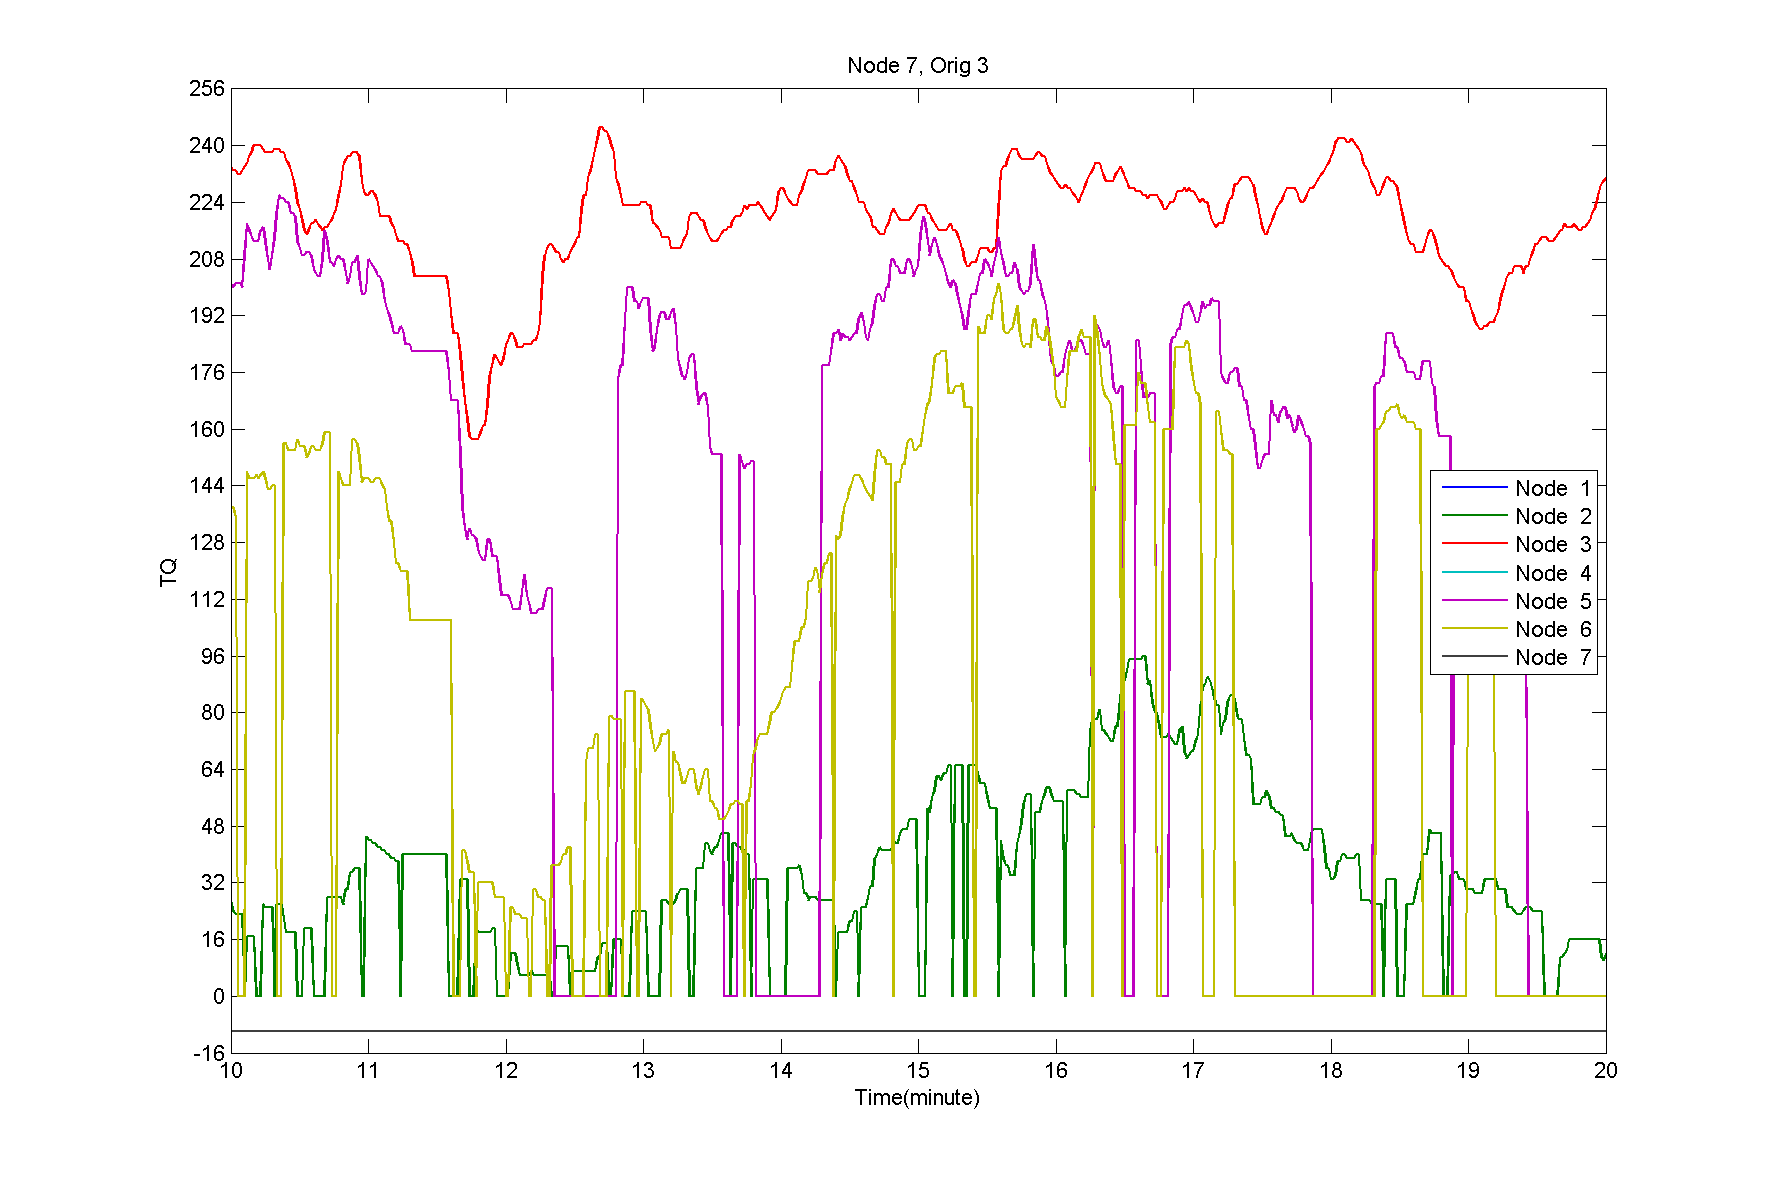 Node 7, Orig 3
256
240
224
208
192
176
160
144
128
112
96
80
64
48
32
16
0
-16
TQ
Node 1
Node 2
Node 3
Node 4
Node 5
Node 6
Node 7
10 11 12 13 14 15 16 17 18 19 20
Time(minute)